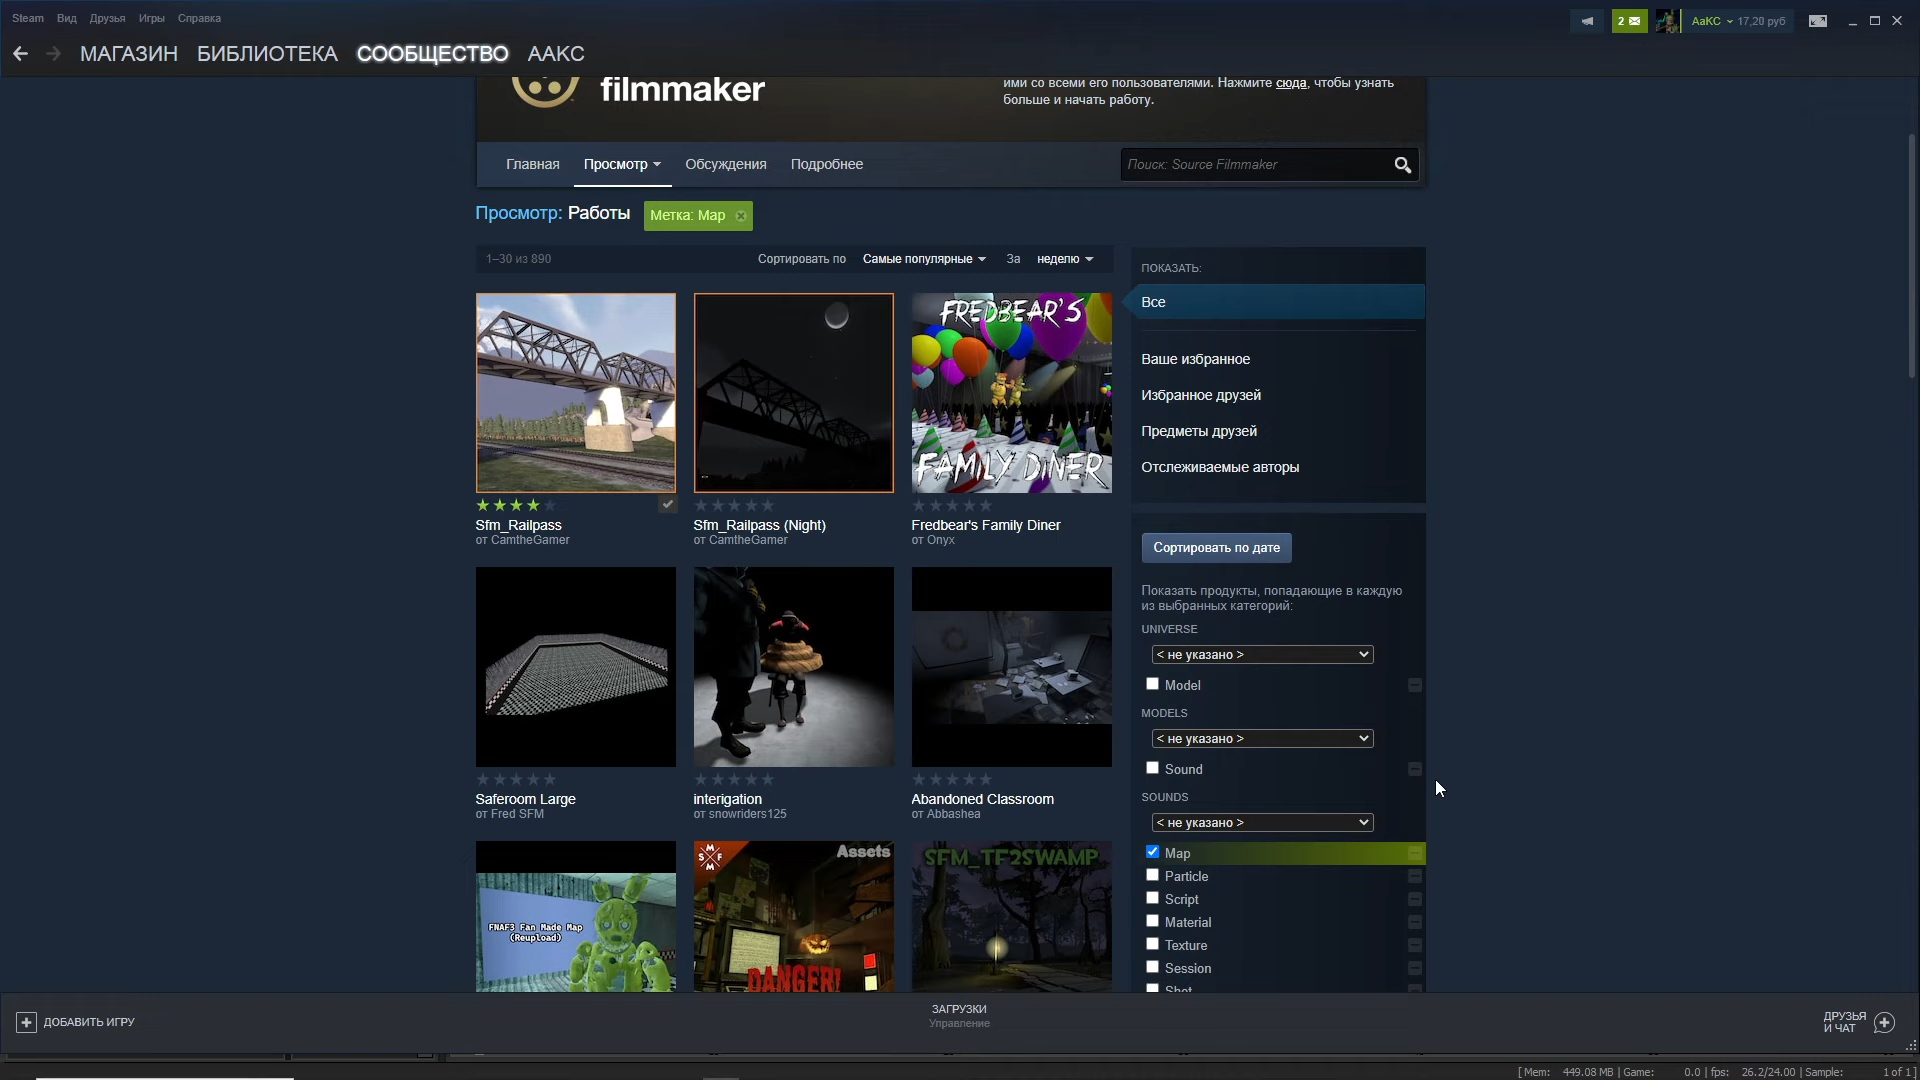 Steam Вид Друзья Игры Справка
2 ААКС 17,20 руб
МАГАЗИН БИБЛИОТЕКА СООБЩЕСТВО ААКС
filmmaker
ими со всеми его пользователями. Нажмите сюда, чтобы узнать
больше и начать работу.
Главная Просмотр Обсуждения Подробнее
Поиск: Source Filmmaker
Просмотр: Работы Метка: Map
1–30 из 890 Сортировать по Самые популярные За неделю
ПОКАЗАТЬ:
Все
Ваше избранное
Избранное друзей
Предметы друзей
Отслеживаемые авторы
FREDBEAR'S
FAMILY DINER
Sfm_Railpass
от CamtheGamer
Sfm_Railpass (Night)
от CamtheGamer
Fredbear's Family Diner
от Onyx
Saferoom Large
от Fred SFM
interigation
от snowriders125
Abandoned Classroom
от Abbashea
FNAF3 Fan Made Map
(Reupload)
Assets
DANGER!
SFM_TF2SWAMP
Сортировать по дате
Показать продукты, попадающие в каждую
из выбранных категорий:
UNIVERSE
< не указано >
Model
MODELS
< не указано >
Sound
SOUNDS
< не указано >
Map
Particle
Script
Material
Texture
Session
Shot
ДОБАВИТЬ ИГРУ
ЗАГРУЗКИ
Управление
ДРУЗЬЯ
И ЧАТ
[ Mem: 449.08 MB | Game: 0.0 | fps: 26.2/24.00 | Sample: 1 of 1 ]